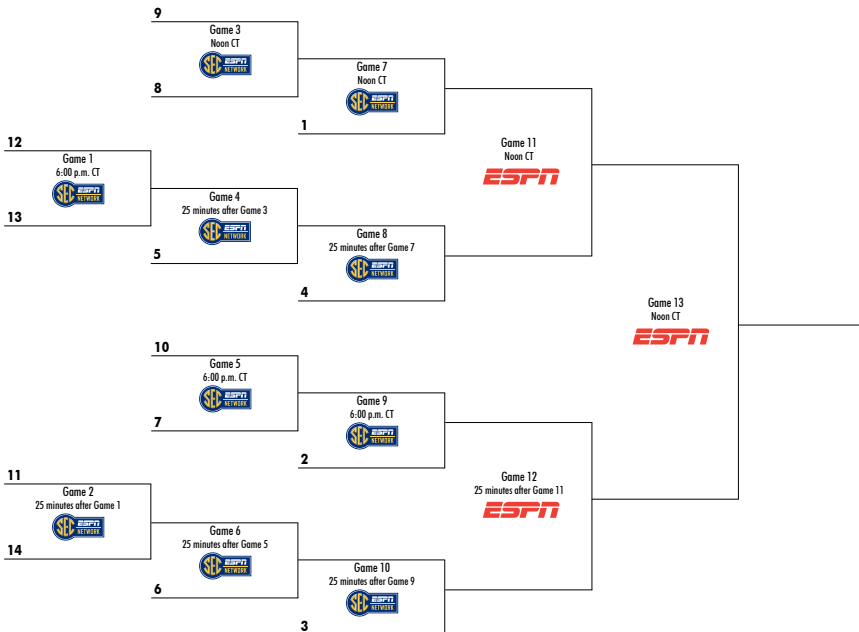 9
Game 3
Noon CT
SEC ESPN
NETWORK
8
Game 7
Noon CT
SEC ESPN
NETWORK
1
12
Game 1
6:00 p.m. CT
SEC ESPN
NETWORK
13
Game 4
25 minutes after Game 3
SEC ESPN
NETWORK
5
Game 8
25 minutes after Game 7
SEC ESPN
NETWORK
4
Game 11
Noon CT
ESPN
Game 13
Noon CT
ESPN
10
Game 5
6:00 p.m. CT
SEC ESPN
NETWORK
7
Game 9
6:00 p.m. CT
SEC ESPN
NETWORK
2
11
Game 2
25 minutes after Game 1
SEC ESPN
NETWORK
14
Game 6
25 minutes after Game 5
SEC ESPN
NETWORK
6
Game 10
25 minutes after Game 9
SEC ESPN
NETWORK
3
Game 12
25 minutes after Game 11
ESPN